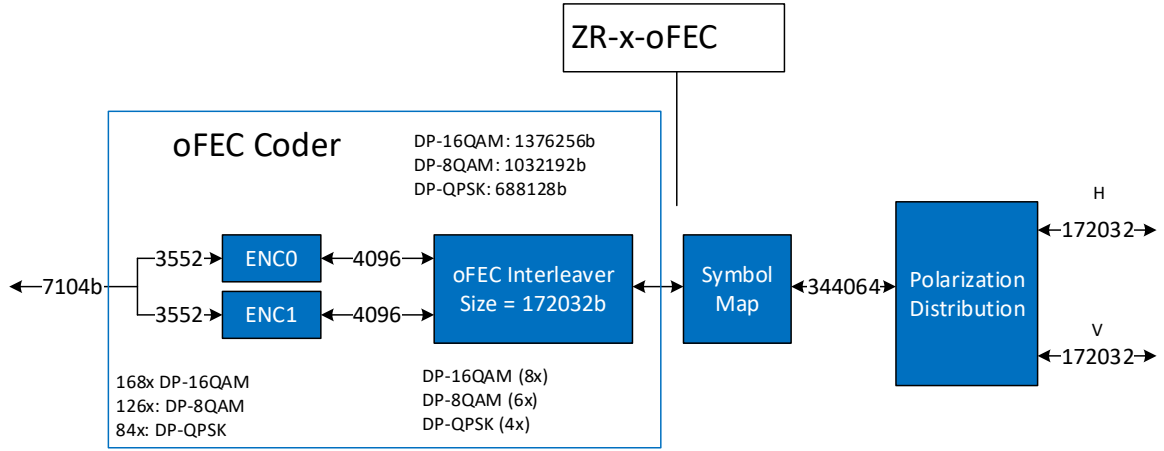 ZR-x-oFEC
oFEC Coder
DP-16QAM: 1376256b
DP-8QAM: 1032192b
DP-QPSK: 688128b
7104b
3552
ENC0
4096
3552
ENC1
4096
oFEC Interleaver
Size = 172032b
Symbol
Map
344064
Polarization
Distribution
H
172032
V
172032
168x DP-16QAM
126x: DP-8QAM
84x: DP-QPSK
DP-16QAM (8x)
DP-8QAM (6x)
DP-QPSK (4x)